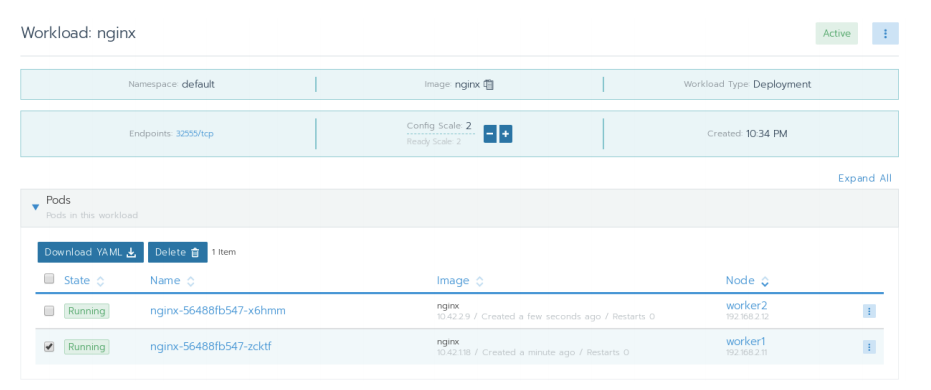 Workload: nginx
Active
Namespace: default
Image: nginx
Workload Type: Deployment
Endpoints: 32555/tcp
Config Scale: 2
Ready Scale: 2
Created: 10:34 PM
Expand All
Pods
Pods in this workload
Download YAML
Delete
1 Item
State
Name
Image
Node
Running
nginx-56488fb547-x6hmm
nginx
10.42.2.9 / Created a few seconds ago / Restarts: 0
worker2
192.168.2.12
Running
nginx-56488fb547-zcktf
nginx
10.42.1.18 / Created a minute ago / Restarts: 0
worker1
192.168.2.11